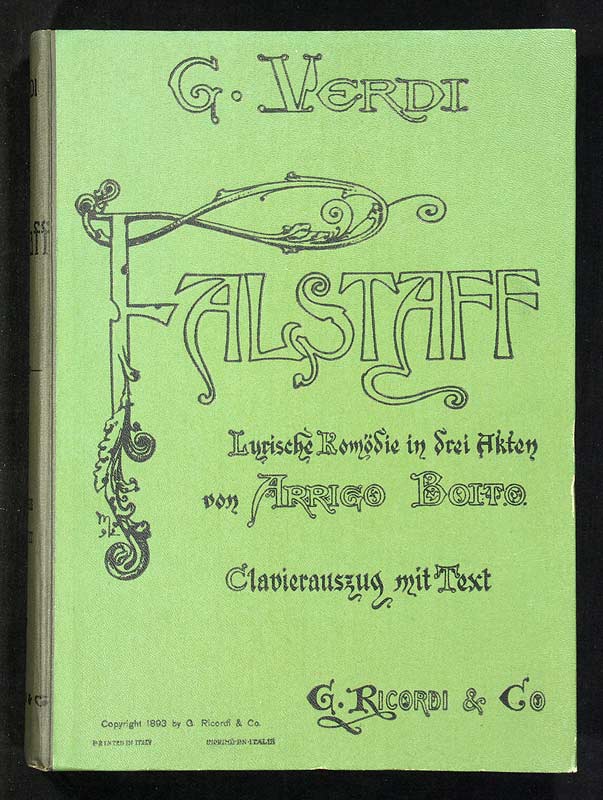 G. VERDI
FALSTAFF
Lyrische Komödie in drei Akten
von ARRIGO BOITO.
Clavierauszug mit Text
G. RICORDI & CO
Copyright 1893 by G. Ricordi & Co.
PRINTED IN ITALY
IMPRIMÉ EN ITALIE